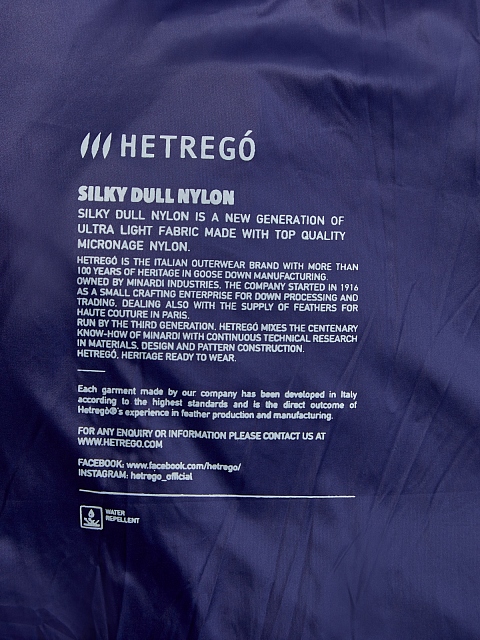 HETREGÓ
SILKY DULL NYLON
SILKY DULL NYLON IS A NEW GENERATION OF
ULTRA LIGHT FABRIC MADE WITH TOP QUALITY
MICRONAGE NYLON.
HETREGÓ IS THE ITALIAN OUTERWEAR BRAND WITH MORE THAN
100 YEARS OF HERITAGE IN GOOSE DOWN MANUFACTURING.
OWNED BY MINARDI INDUSTRIES. THE COMPANY STARTED IN 1916
AS A SMALL CRAFTING ENTERPRISE FOR DOWN PROCESSING AND
TRADING. DEALING ALSO WITH THE SUPPLY OF FEATHERS FOR
HAUTE COUTURE IN PARIS.
RUN BY THE THIRD GENERATION, HETREGÓ MIXES THE CENTENARY
KNOW-HOW OF MINARDI WITH CONTINUOUS TECHNICAL RESEARCH
IN MATERIALS, DESIGN AND PATTERN CONSTRUCTION.
HETREGÓ, HERITAGE READY TO WEAR.
Each garment made by our company has been developed in Italy
according to the highest standards and is the direct outcome of
Hetregò®'s experience in feather production and manufacturing.
FOR ANY ENQUIRY OR INFORMATION PLEASE CONTACT US AT
WWW.HETREGO.COM
FACEBOOK: www.facebook.com/hetrego/
INSTAGRAM: hetrego_official
WATER
REPELLENT